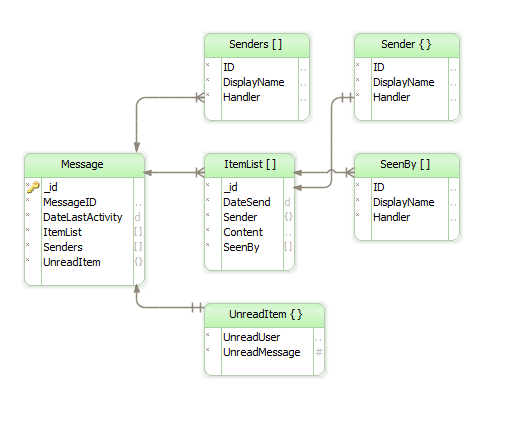 Senders []
ID ..
DisplayName ..
Handler ..
Sender {}
ID ..
DisplayName ..
Handler ..
Message
_id
MessageID ..
DateLastActivity d
ItemList []
Senders []
UnreadItem {}
ItemList []
_id
DateSend d
Sender {}
Content ..
SeenBy []
SeenBy []
ID ..
DisplayName ..
Handler ..
UnreadItem {}
UnreadUser ..
UnreadMessage #